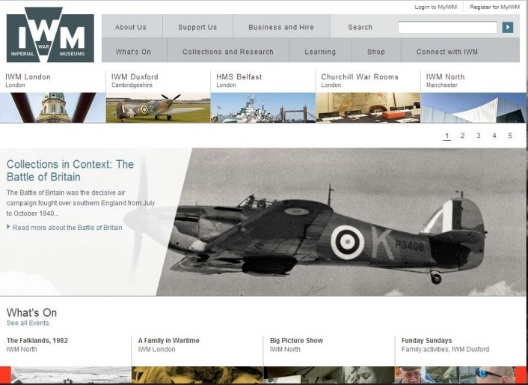 Login to MyIWM
Register for MyIWM
IWM
IMPERIAL WAR MUSEUMS
About Us
Support Us
Business and Hire
Search
What's On
Collections and Research
Learning
Shop
Connect with IWM
IWM London
London
IWM Duxford
Cambridgeshire
HMS Belfast
London
Churchill War Rooms
London
IWM North
Manchester
1 2 3 4 5
Collections in Context: The
Battle of Britain
The Battle of Britain was the decisive air
campaign fought over southern England from July
to October 1940...
Read more about the Battle of Britain
K
What's On
See all Events.
The Falklands, 1982
IWM North
A Family in Wartime
IWM London
Big Picture Show
IWM North
Funday Sundays
Family activities, IWM Duxford